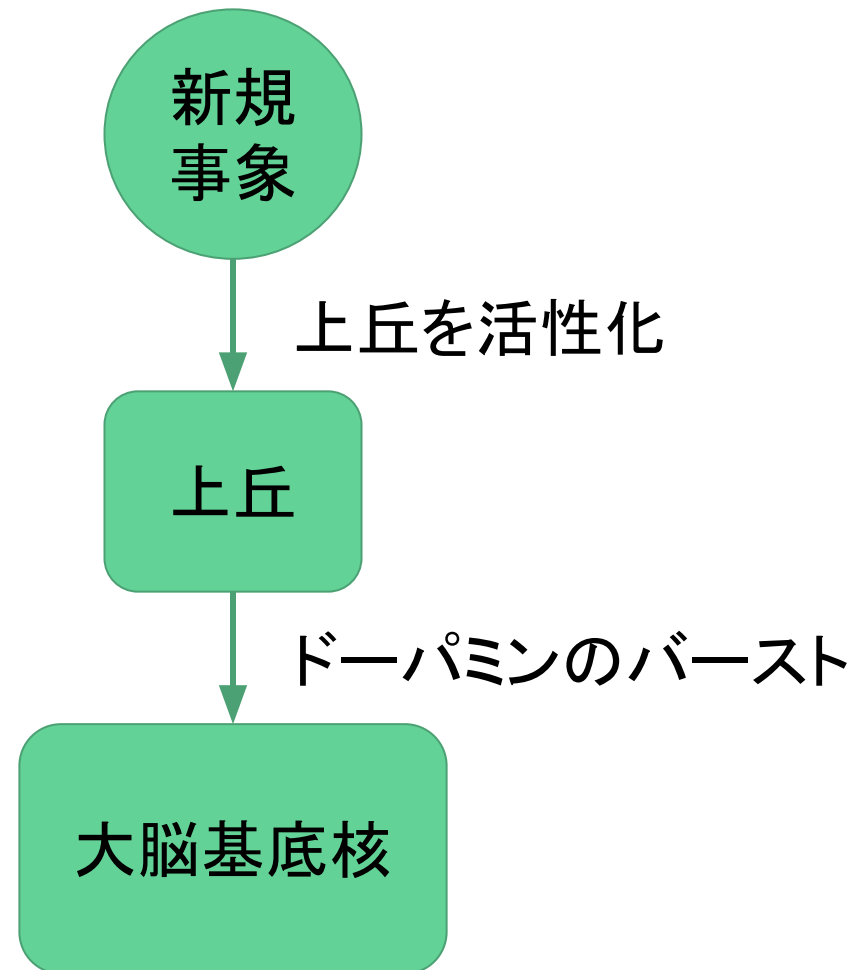 新規
事象
上丘を活性化
上丘
ドーパミンのバースト
大脳基底核